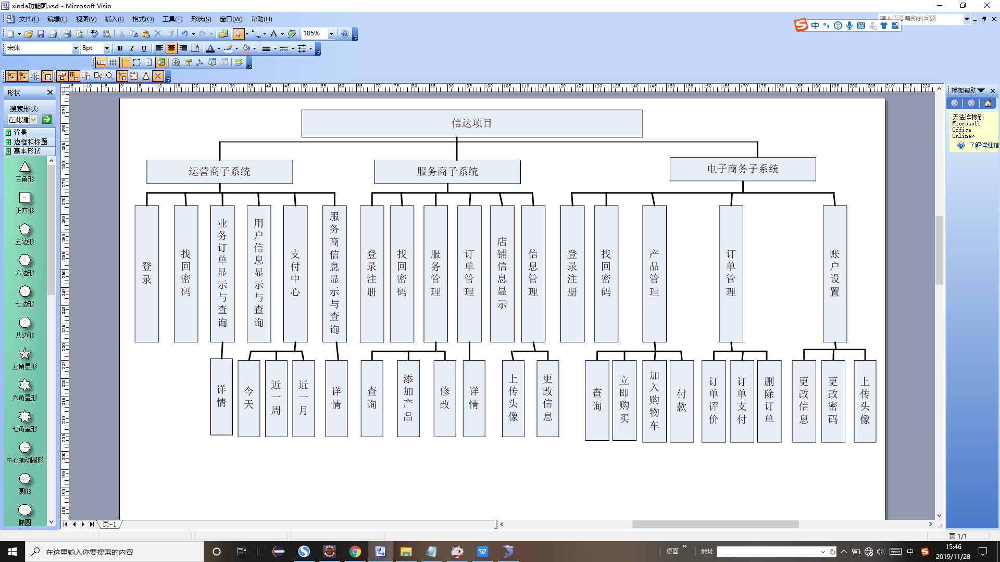 xinda功能图.vsd - Microsoft Visio
文件(F) 编辑(E) 视图(V) 插入(I) 格式(O) 工具(T) 形状(S) 窗口(W) 帮助(H)
键入需要帮助的问题
中
185%
宋体
8pt
B I U
形状
搜索形状:
在此键
背景
边框和标题
基本形状
三角形
4
正方形
5
五边形
6
六边形
7
七边形
8
八边形
五角星形
6
六角星形
7
七角星形
中心拖动圆形
圆形
椭圆
信达项目
运营商子系统
服务商子系统
电子商务子系统
登录
找回密码
业务订单显示与查询
用户信息显示与查询
支付中心
服务商信息显示与查询
登录注册
找回密码
服务管理
订单管理
店铺信息显示
信息管理
登录注册
找回密码
产品管理
订单管理
账户设置
详情
今天
近一周
近一月
详情
查询
添加产品
修改
详情
上传头像
更改信息
查询
立即购买
加入购物车
付款
订单评价
订单支付
删除订单
更改信息
更改密码
上传头像
模板帮助
无法连接到
Microsoft
Office
Online。
了解详细信
页-1
页 1/1
在这里输入你要搜索的内容
桌面
地址
中
15:46
2019/11/28